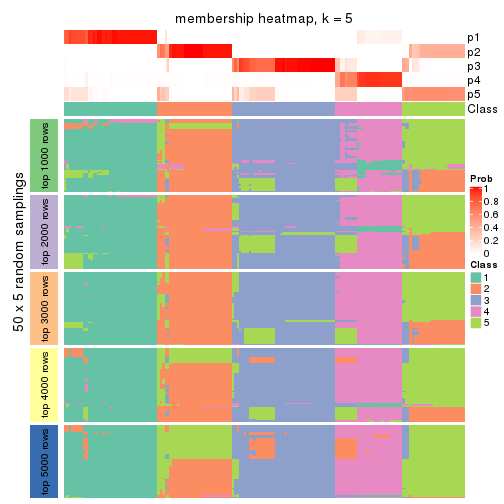 membership heatmap, k = 5
p1
p2
p3
p4
p5
Class
50 x 5 random samplings
top 1000 rows
top 2000 rows
top 3000 rows
top 4000 rows
top 5000 rows
Prob
1
0.8
0.6
0.4
0.2
0
Class
1
2
3
4
5